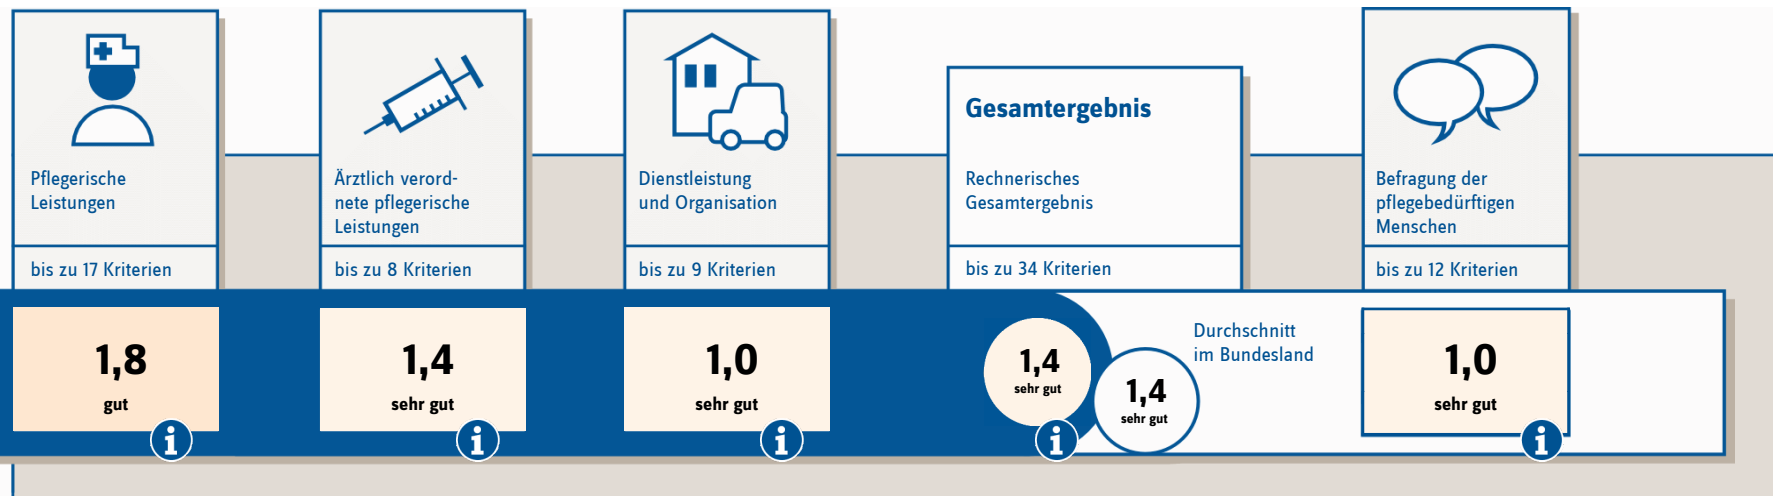 Pflegerische
Leistungen
bis zu 17 Kriterien
1,8
gut
i
Ärztlich verord-
nete pflegerische
Leistungen
bis zu 8 Kriterien
1,4
sehr gut
i
Dienstleistung
und Organisation
bis zu 9 Kriterien
1,0
sehr gut
i
Gesamtergebnis
Rechnerisches
Gesamtergebnis
bis zu 34 Kriterien
1,4
sehr gut
i
1,4
sehr gut
Durchschnitt
im Bundesland
Befragung der
pflegebedürftigen
Menschen
bis zu 12 Kriterien
1,0
sehr gut
i